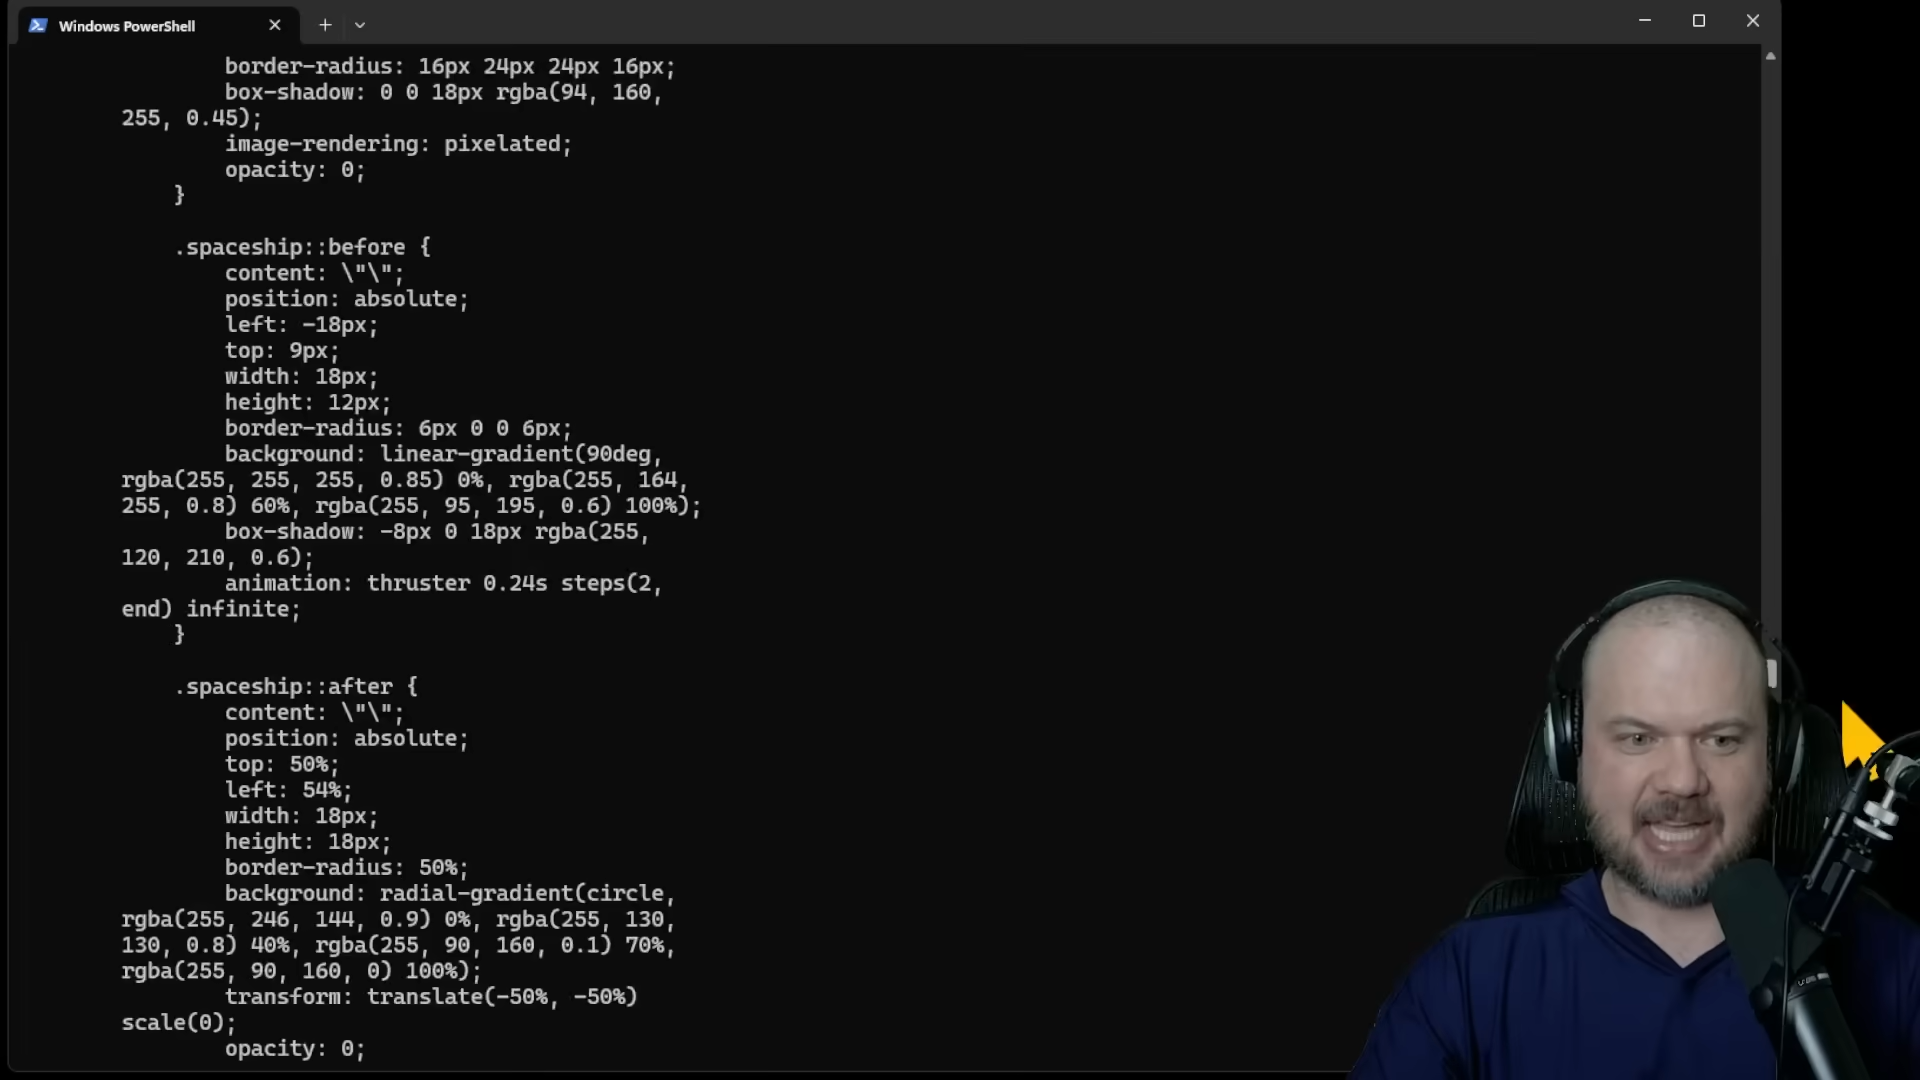 Windows PowerShell
border-radius: 16px 24px 24px 16px;
box-shadow: 0 0 18px rgba(94, 160,
255, 0.45);
image-rendering: pixelated;
opacity: 0;
}
.spaceship::before {
content: \"\";
position: absolute;
left: -18px;
top: 9px;
width: 18px;
height: 12px;
border-radius: 6px 0 0 6px;
background: linear-gradient(90deg,
rgba(255, 255, 255, 0.85) 0%, rgba(255, 164,
255, 0.8) 60%, rgba(255, 95, 195, 0.6) 100%);
box-shadow: -8px 0 18px rgba(255,
120, 210, 0.6);
animation: thruster 0.24s steps(2,
end) infinite;
}
.spaceship::after {
content: \"\";
position: absolute;
top: 50%;
left: 54%;
width: 18px;
height: 18px;
border-radius: 50%;
background: radial-gradient(circle,
rgba(255, 246, 144, 0.9) 0%, rgba(255, 130,
130, 0.8) 40%, rgba(255, 90, 160, 0.1) 70%,
rgba(255, 90, 160, 0) 100%);
transform: translate(-50%, -50%)
scale(0);
opacity: 0;